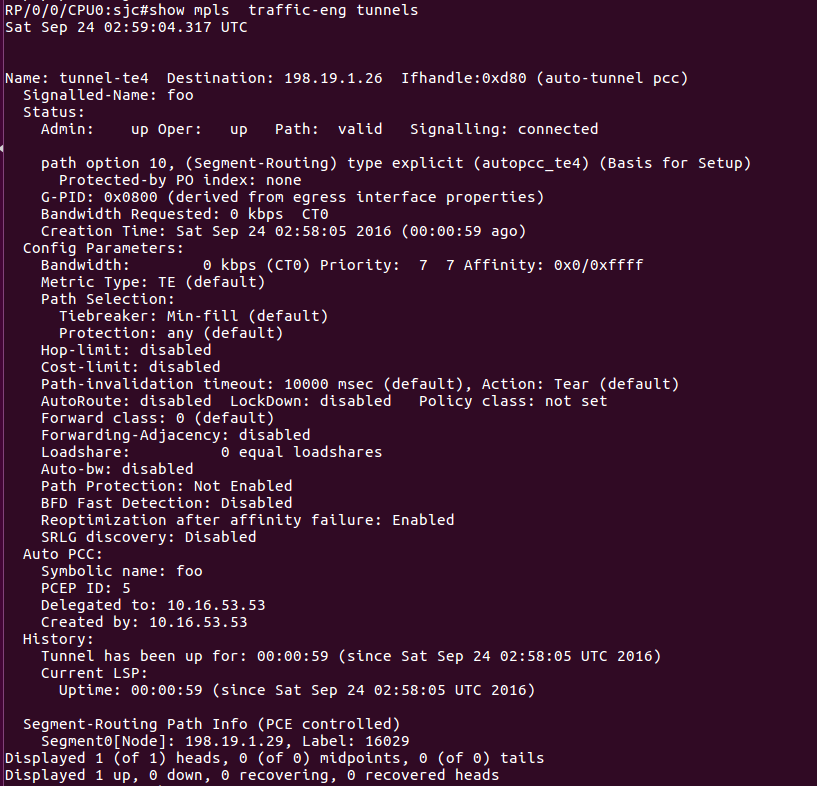 RP/0/0/CPU0:sjc#show mpls  traffic-eng tunnels
Sat Sep 24 02:59:04.317 UTC
Name: tunnel-te4  Destination: 198.19.1.26  Ifhandle:0xd80 (auto-tunnel pcc)
Signalled-Name: foo
Status:
Admin:    up Oper:   up   Path:  valid   Signalling: connected
path option 10, (Segment-Routing) type explicit (autopcc_te4) (Basis for Setup)
Protected-by PO index: none
G-PID: 0x0800 (derived from egress interface properties)
Bandwidth Requested: 0 kbps  CT0
Creation Time: Sat Sep 24 02:58:05 2016 (00:00:59 ago)
Config Parameters:
Bandwidth:        0 kbps (CT0) Priority:  7  7 Affinity: 0x0/0xffff
Metric Type: TE (default)
Path Selection:
Tiebreaker: Min-fill (default)
Protection: any (default)
Hop-limit: disabled
Cost-limit: disabled
Path-invalidation timeout: 10000 msec (default), Action: Tear (default)
AutoRoute: disabled  LockDown: disabled   Policy class: not set
Forward class: 0 (default)
Forwarding-Adjacency: disabled
Loadshare:          0 equal loadshares
Auto-bw: disabled
Path Protection: Not Enabled
BFD Fast Detection: Disabled
Reoptimization after affinity failure: Enabled
SRLG discovery: Disabled
Auto PCC:
Symbolic name: foo
PCEP ID: 5
Delegated to: 10.16.53.53
Created by: 10.16.53.53
History:
Tunnel has been up for: 00:00:59 (since Sat Sep 24 02:58:05 UTC 2016)
Current LSP:
Uptime: 00:00:59 (since Sat Sep 24 02:58:05 UTC 2016)
Segment-Routing Path Info (PCE controlled)
Segment0[Node]: 198.19.1.29, Label: 16029
Displayed 1 (of 1) heads, 0 (of 0) midpoints, 0 (of 0) tails
Displayed 1 up, 0 down, 0 recovering, 0 recovered heads